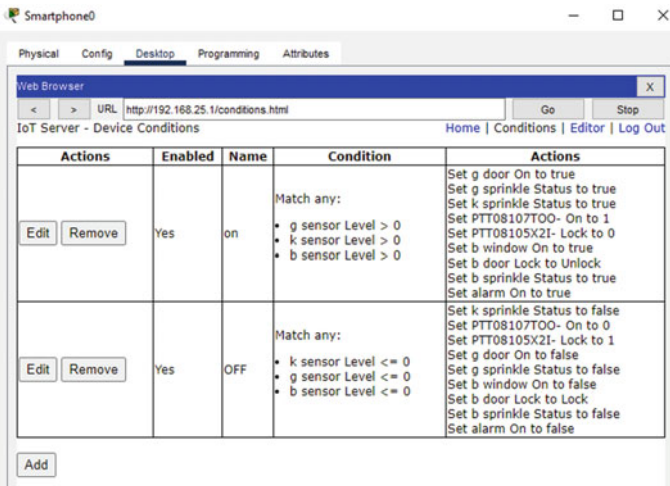 Smartphone0
Physical Config Desktop Programming Attributes
Web Browser X
< > URL http://192.168.25.1/conditions.html Go Stop
IoT Server - Device Conditions Home | Conditions | Editor | Log Out
Actions Enabled Name Condition Actions
Edit Remove Yes on
Match any:
• g sensor Level > 0
• k sensor Level > 0
• b sensor Level > 0
Set g door On to true
Set g sprinkle Status to true
Set k sprinkle Status to true
Set PTT08107TOO- On to 1
Set PTT08105X2I- Lock to 0
Set b window On to true
Set b door Lock to Unlock
Set b sprinkle Status to true
Set alarm On to true
Edit Remove Yes OFF
Match any:
• k sensor Level <= 0
• g sensor Level <= 0
• b sensor Level <= 0
Set k sprinkle Status to false
Set PTT08107TOO- On to 0
Set PTT08105X2I- Lock to 1
Set g door On to false
Set g sprinkle Status to false
Set b window On to false
Set b door Lock to Lock
Set b sprinkle Status to false
Set alarm On to false
Add